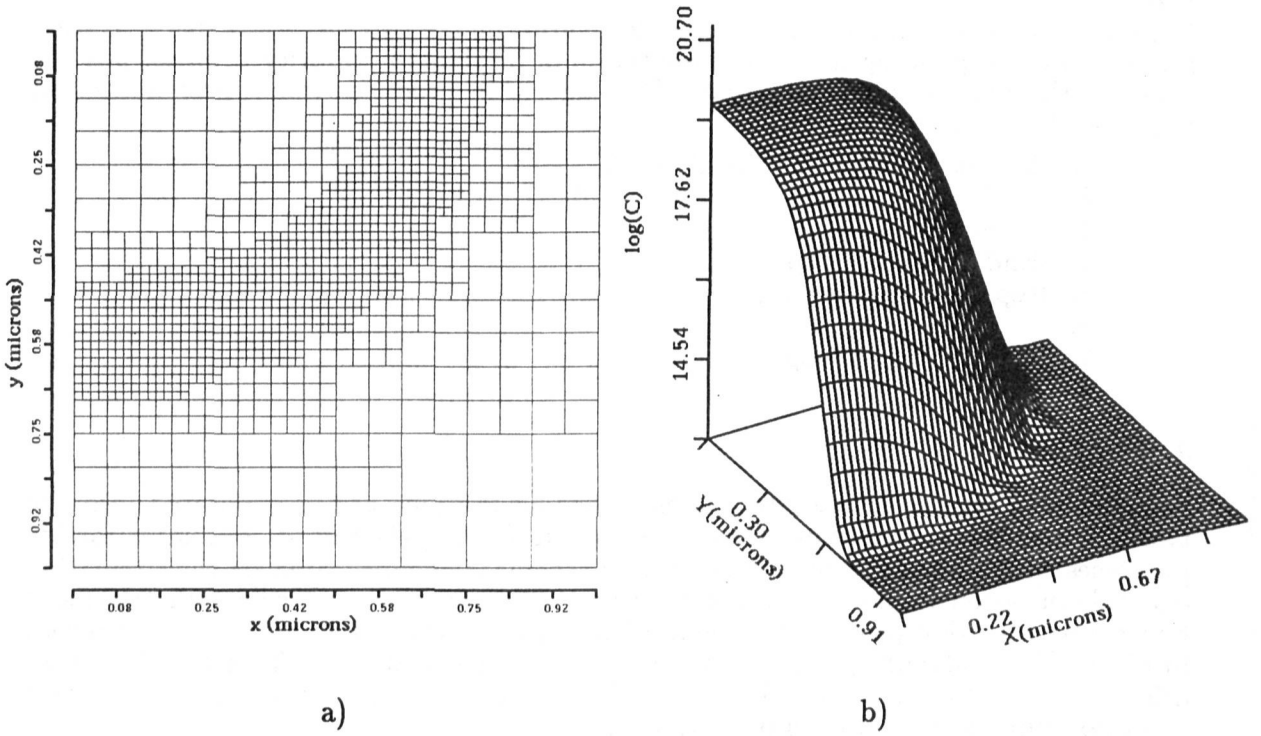 0.08
0.25
0.42
0.58
0.75
0.92
y (microns)
0.08 0.25 0.42 0.58 0.75 0.92
x (microns)
a)
20.70
17.62
14.54
log(C)
0.30
0.91
Y(microns)
0.22
0.67
X(microns)
b)